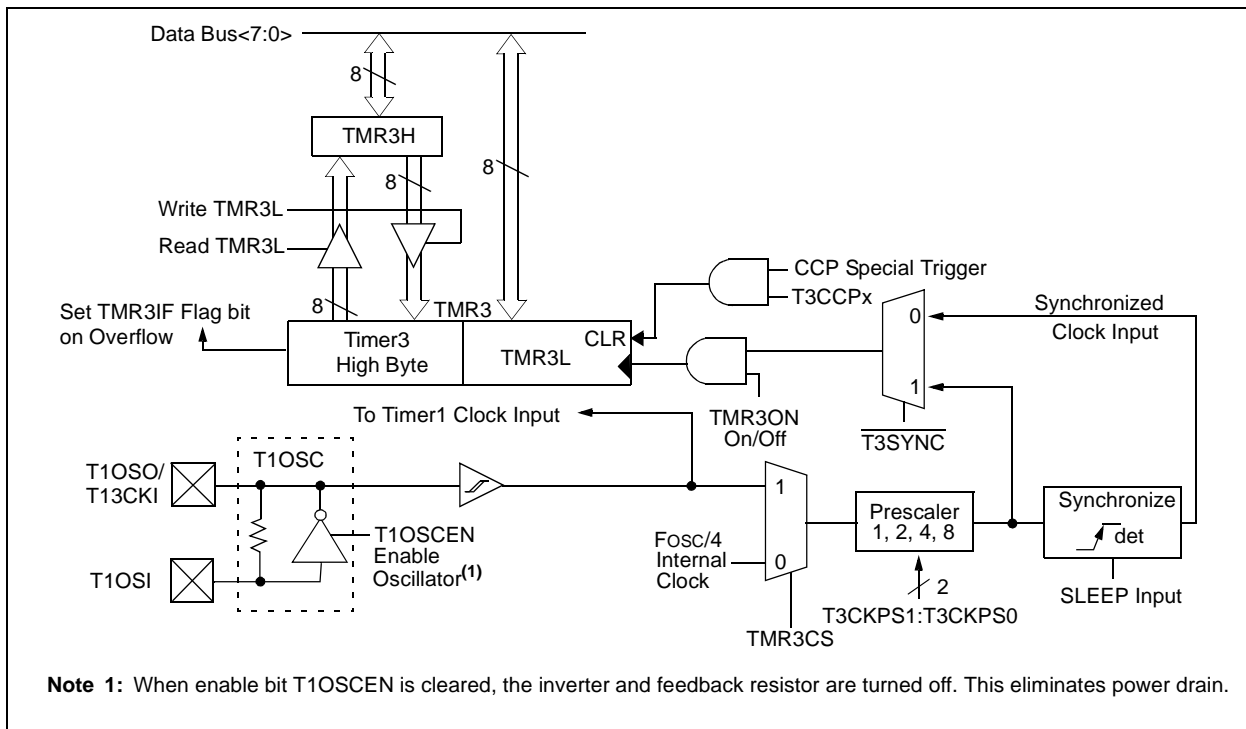 Data Bus<7:0>
8
TMR3H
8
8
Write TMR3L
Read TMR3L
CCP Special Trigger
T3CCPx
8
TMR3
Set TMR3IF Flag bit
on Overflow
Timer3
High Byte
TMR3L
CLR
0
1
Synchronized
Clock Input
TMR3ON
On/Off
T3SYNC
To Timer1 Clock Input
T1OSC
T1OSO/
T13CKI
T1OSI
T1OSCEN
Enable
Oscillator(1)
FOSC/4
Internal
Clock
1
0
TMR3CS
Prescaler
1, 2, 4, 8
2
T3CKPS1:T3CKPS0
Synchronize
det
SLEEP Input
Note 1: When enable bit T1OSCEN is cleared, the inverter and feedback resistor are turned off. This eliminates power drain.